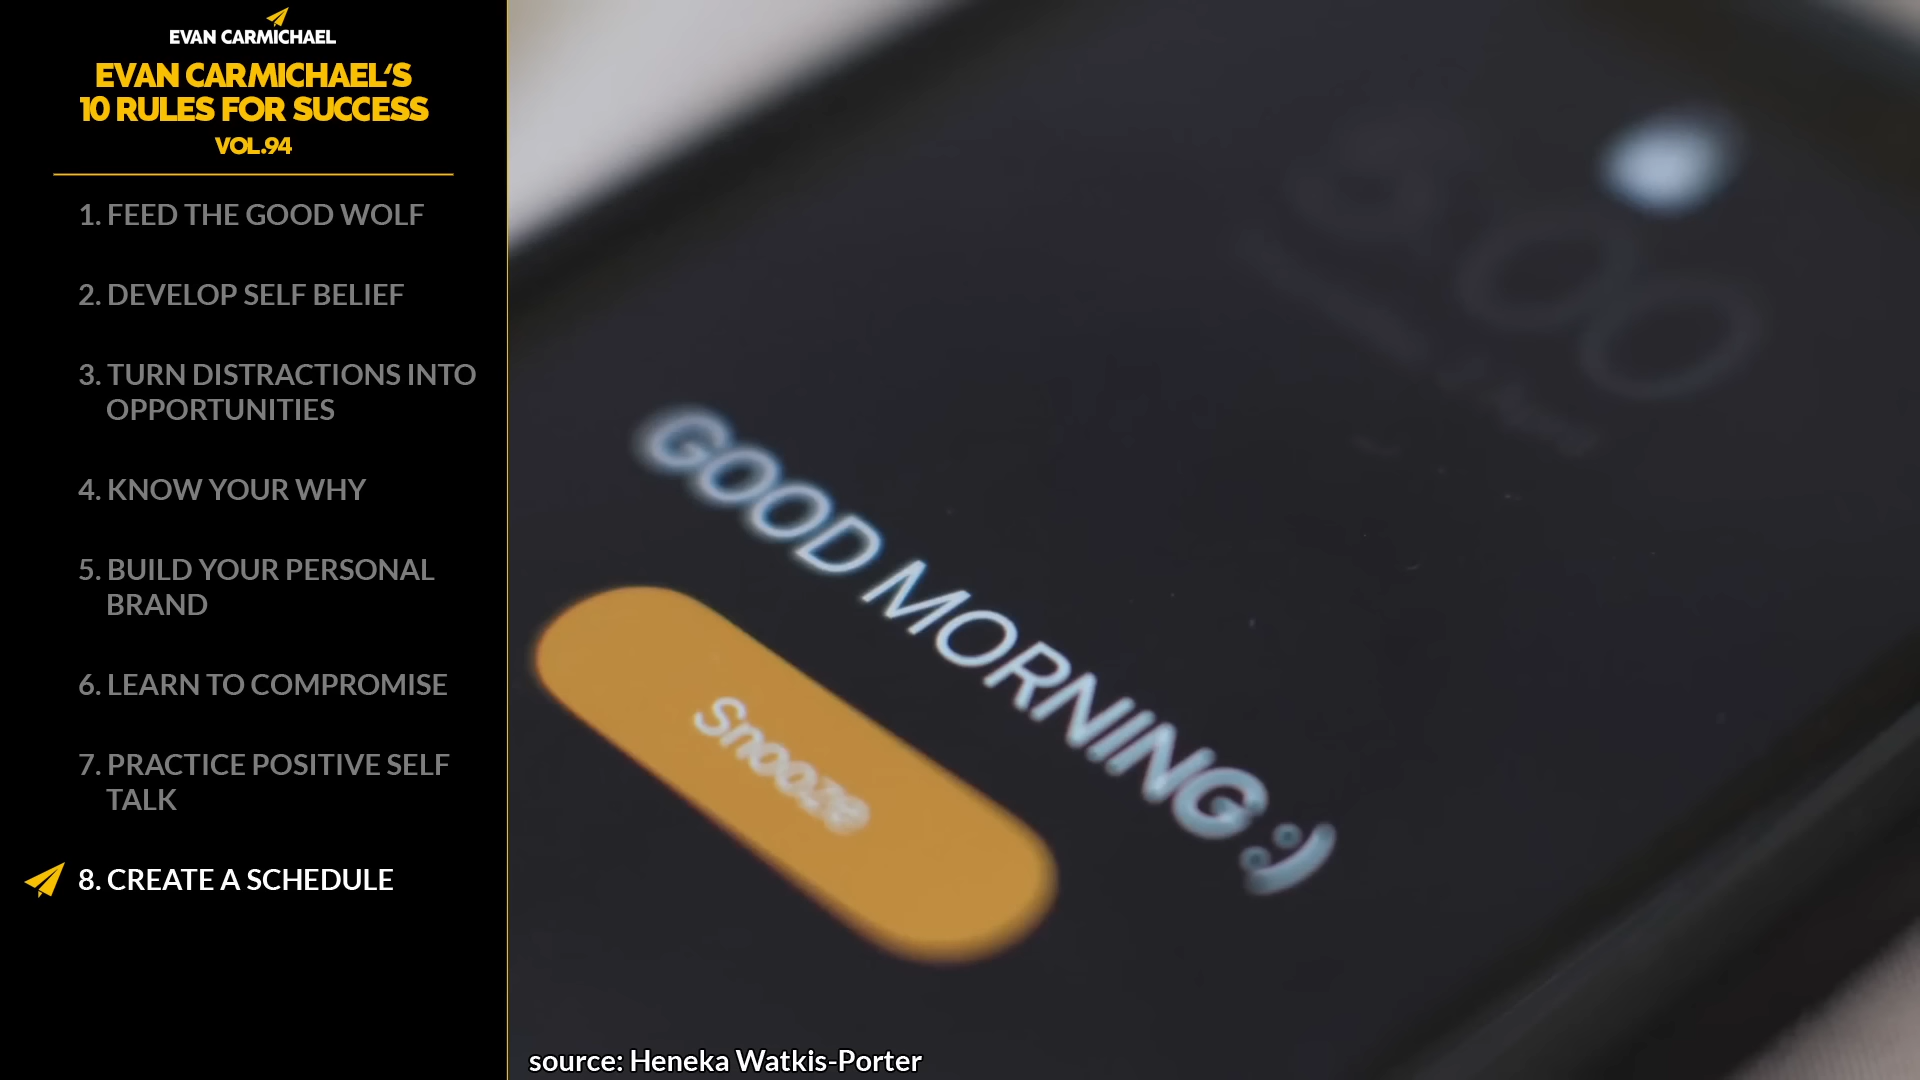 EVAN CARMICHAEL
EVAN CARMICHAEL'S
10 RULES FOR SUCCESS
VOL.94
1. FEED THE GOOD WOLF
2. DEVELOP SELF BELIEF
3. TURN DISTRACTIONS INTO
OPPORTUNITIES
4. KNOW YOUR WHY
5. BUILD YOUR PERSONAL
BRAND
6. LEARN TO COMPROMISE
7. PRACTICE POSITIVE SELF
TALK
8. CREATE A SCHEDULE
GOOD MORNING :)
Snooze
source: Heneka Watkis-Porter